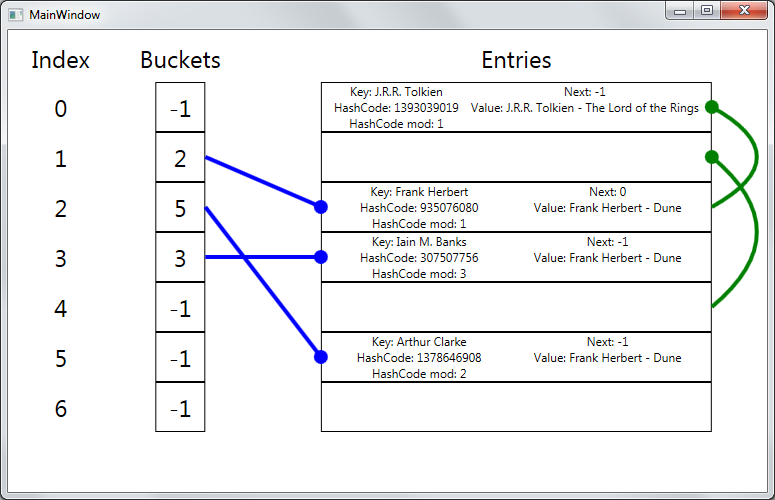 MainWindow
Index Buckets Entries
0 -1
Key: J.R.R. Tolkien Next: -1
HashCode: 1393039019 Value: J.R.R. Tolkien - The Lord of the Rings
HashCode mod: 1
1 2
2 5
Key: Frank Herbert Next: 0
HashCode: 935076080 Value: Frank Herbert - Dune
HashCode mod: 1
3 3
Key: Iain M. Banks Next: -1
HashCode: 307507756 Value: Frank Herbert - Dune
HashCode mod: 3
4 -1
5 -1
Key: Arthur Clarke Next: -1
HashCode: 1378646908 Value: Frank Herbert - Dune
HashCode mod: 2
6 -1